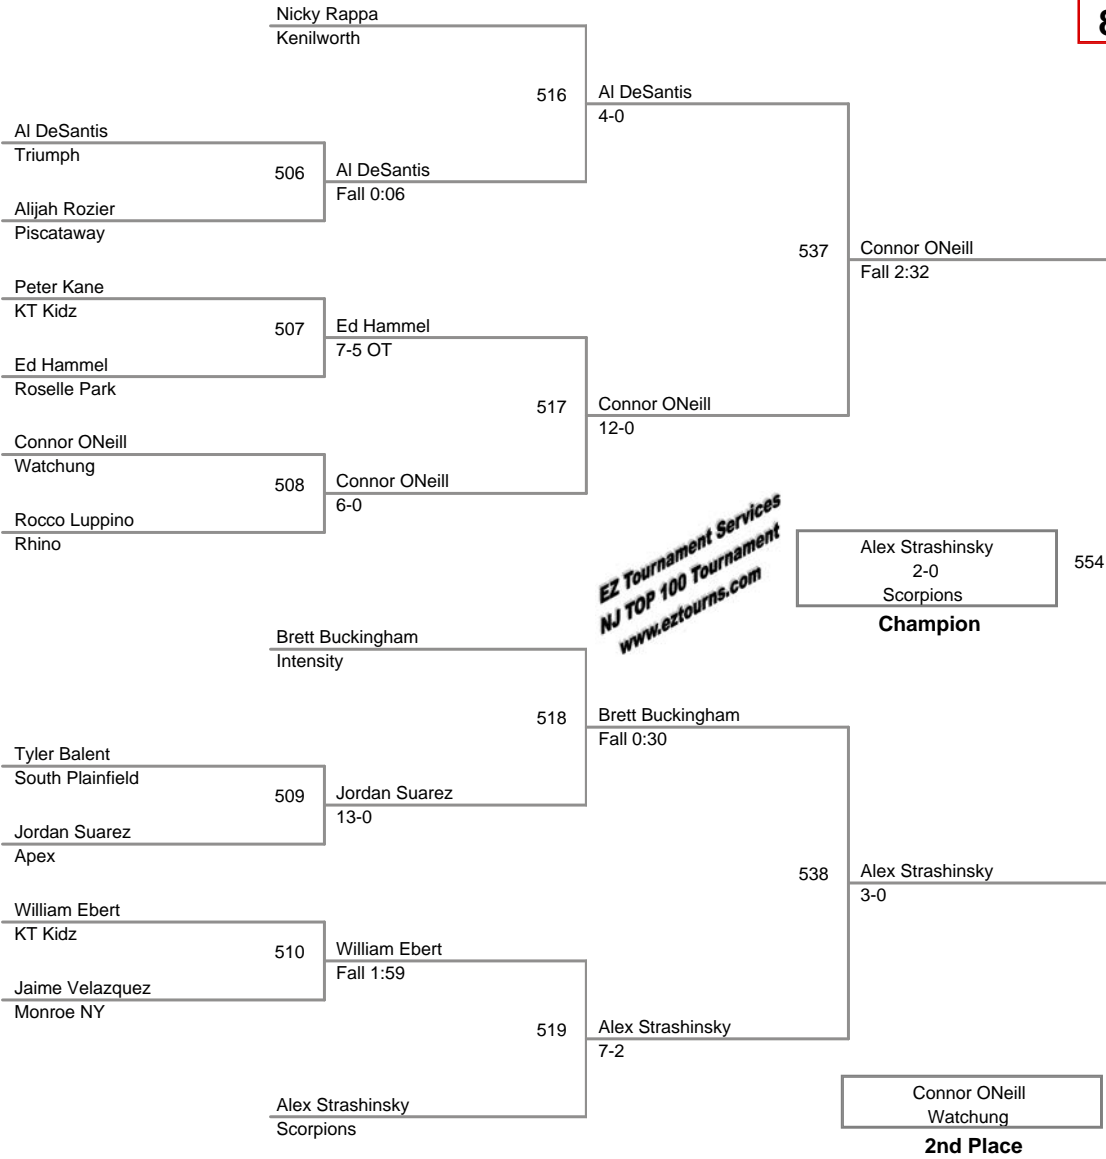 Nicky Rappa
Kenilworth
8
516
Al DeSantis
4-0
Al DeSantis
Triumph
506
Al DeSantis
Fall 0:06
Alijah Rozier
Piscataway
537
Connor ONeill
Fall 2:32
Peter Kane
KT Kidz
507
Ed Hammel
7-5 OT
Ed Hammel
Roselle Park
517
Connor ONeill
12-0
Connor ONeill
Watchung
508
Connor ONeill
6-0
Rocco Luppino
Rhino
EZ Tournament Services
NJ TOP 100 Tournament
www.eztourns.com
Alex Strashinsky
2-0
Scorpions
554
Champion
Brett Buckingham
Intensity
518
Brett Buckingham
Fall 0:30
Tyler Balent
South Plainfield
509
Jordan Suarez
13-0
Jordan Suarez
Apex
538
Alex Strashinsky
3-0
William Ebert
KT Kidz
510
William Ebert
Fall 1:59
Jaime Velazquez
Monroe NY
519
Alex Strashinsky
7-2
Alex Strashinsky
Scorpions
Connor ONeill
Watchung
2nd Place